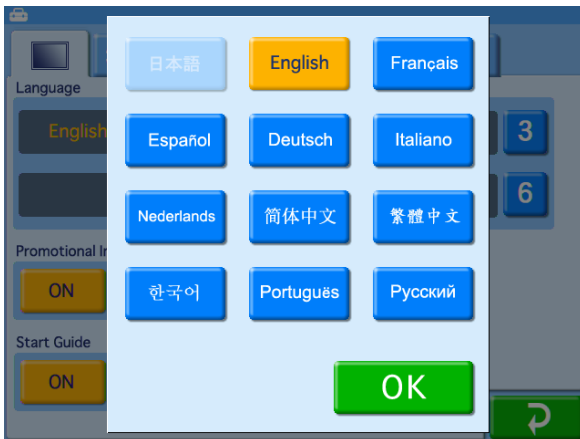 日本語
English
Français
Language
English
Español
Deutsch
Italiano
3
Nederlands
简体中文
繁體中文
6
Promotional
ON
한국어
Portuguës
Русский
Start Guide
ON
OK